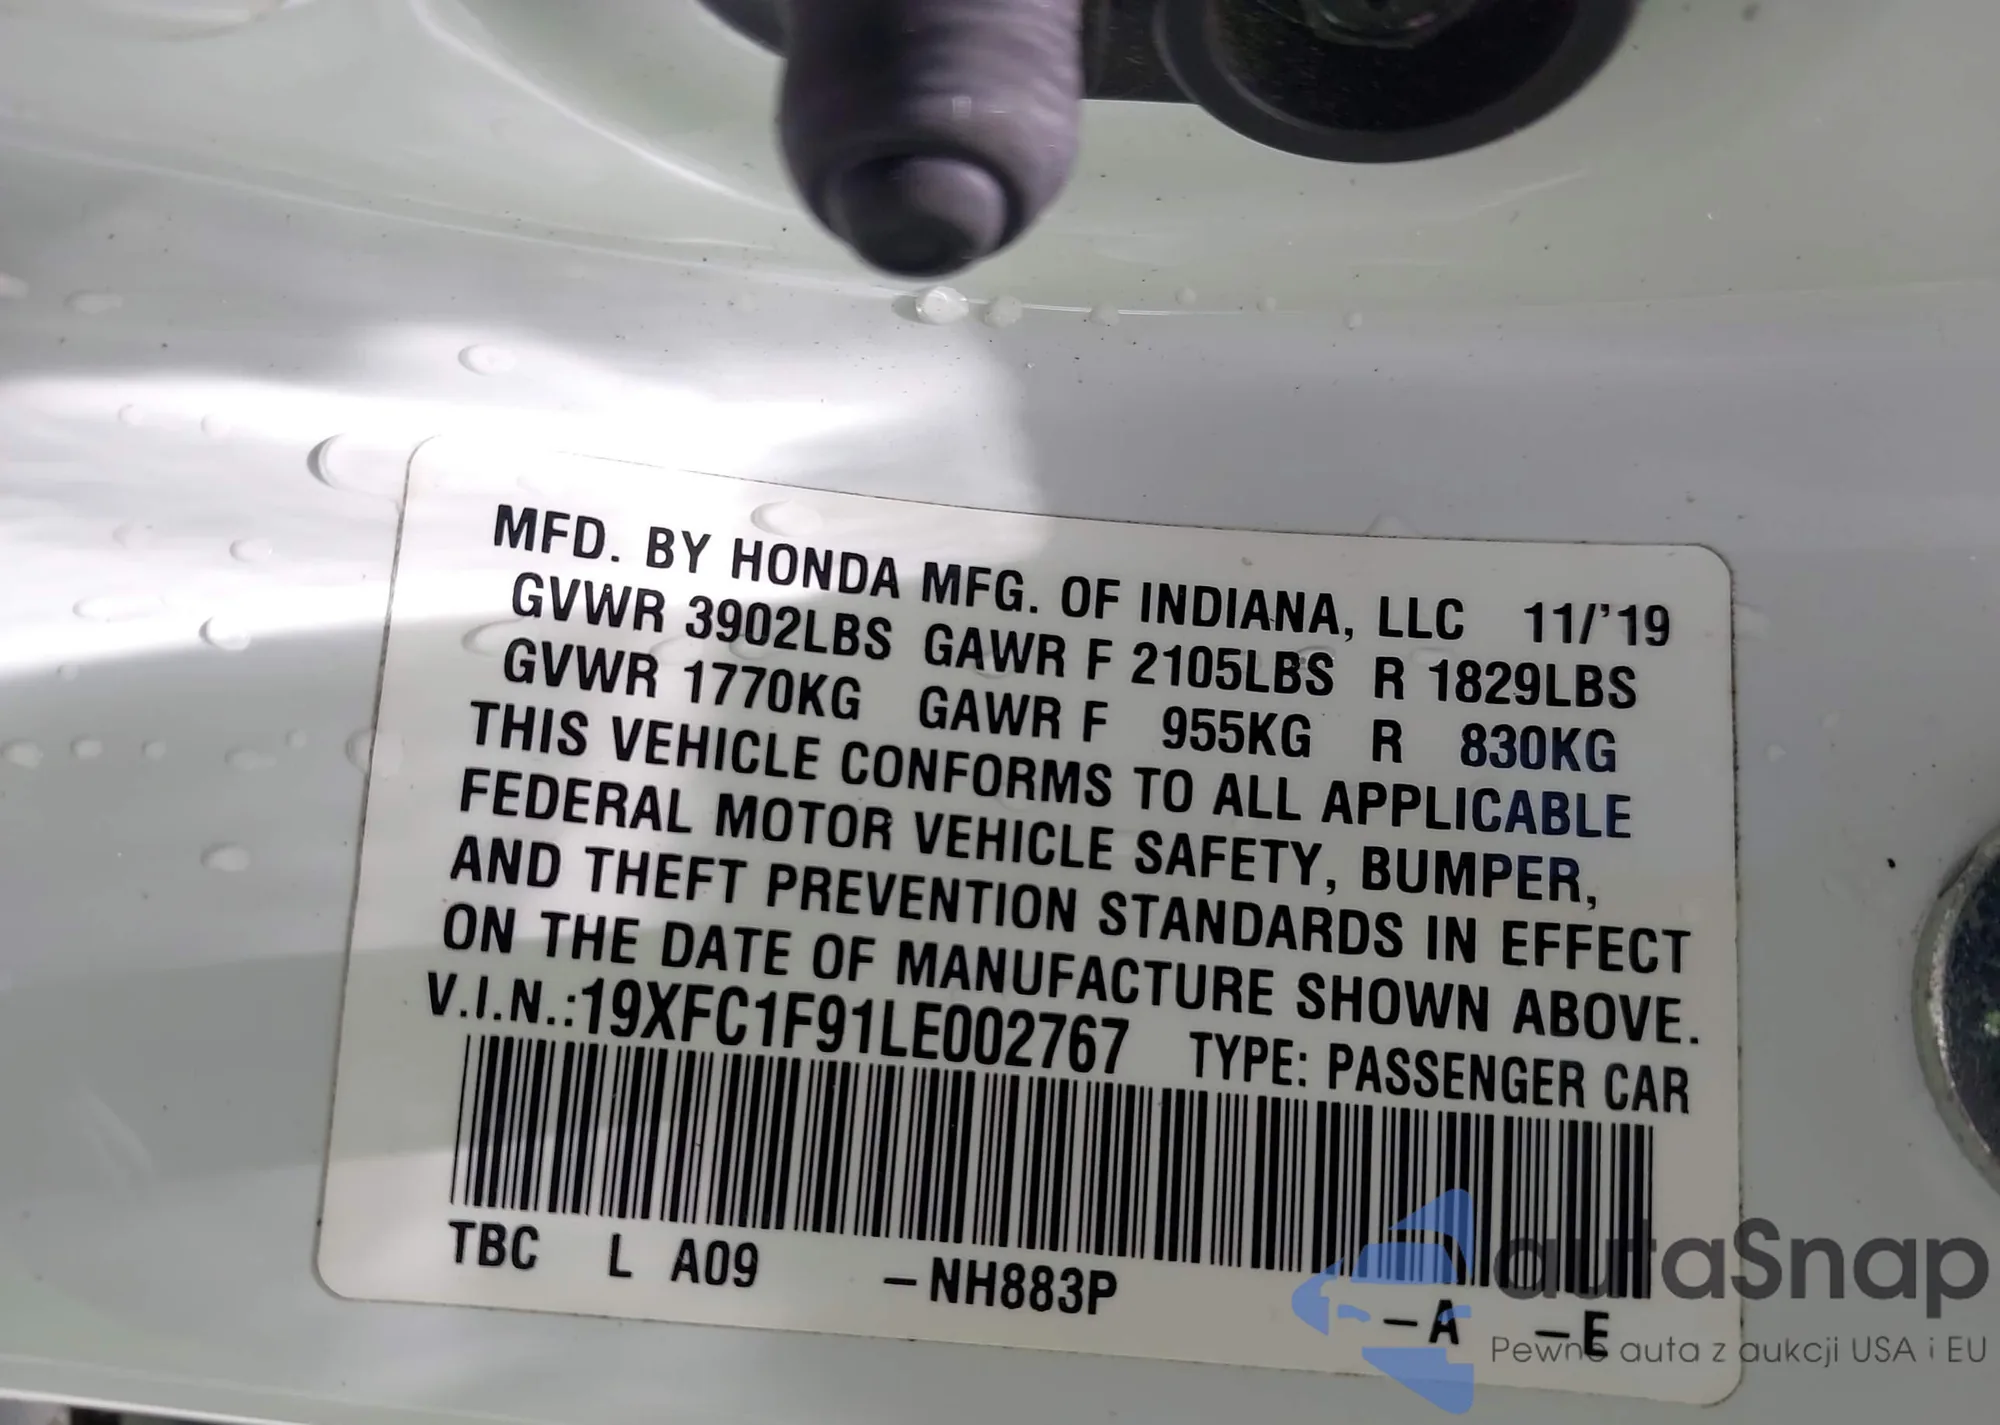 MFD. BY HONDA MFG. OF INDIANA, LLC 11/'19
GVWR 3902LBS GAWR F 2105LBS R 1829LBS
GVWR 1770KG GAWR F 955KG R 830KG
THIS VEHICLE CONFORMS TO ALL APPLICABLE
FEDERAL MOTOR VEHICLE SAFETY, BUMPER,
AND THEFT PREVENTION STANDARDS IN EFFECT
ON THE DATE OF MANUFACTURE SHOWN ABOVE.
V.I.N.:19XFC1F91LE002767 TYPE: PASSENGER CAR
TBC L A09 -NH883P -A -E
autaSnap
Pewne auta z aukcji USA i EU